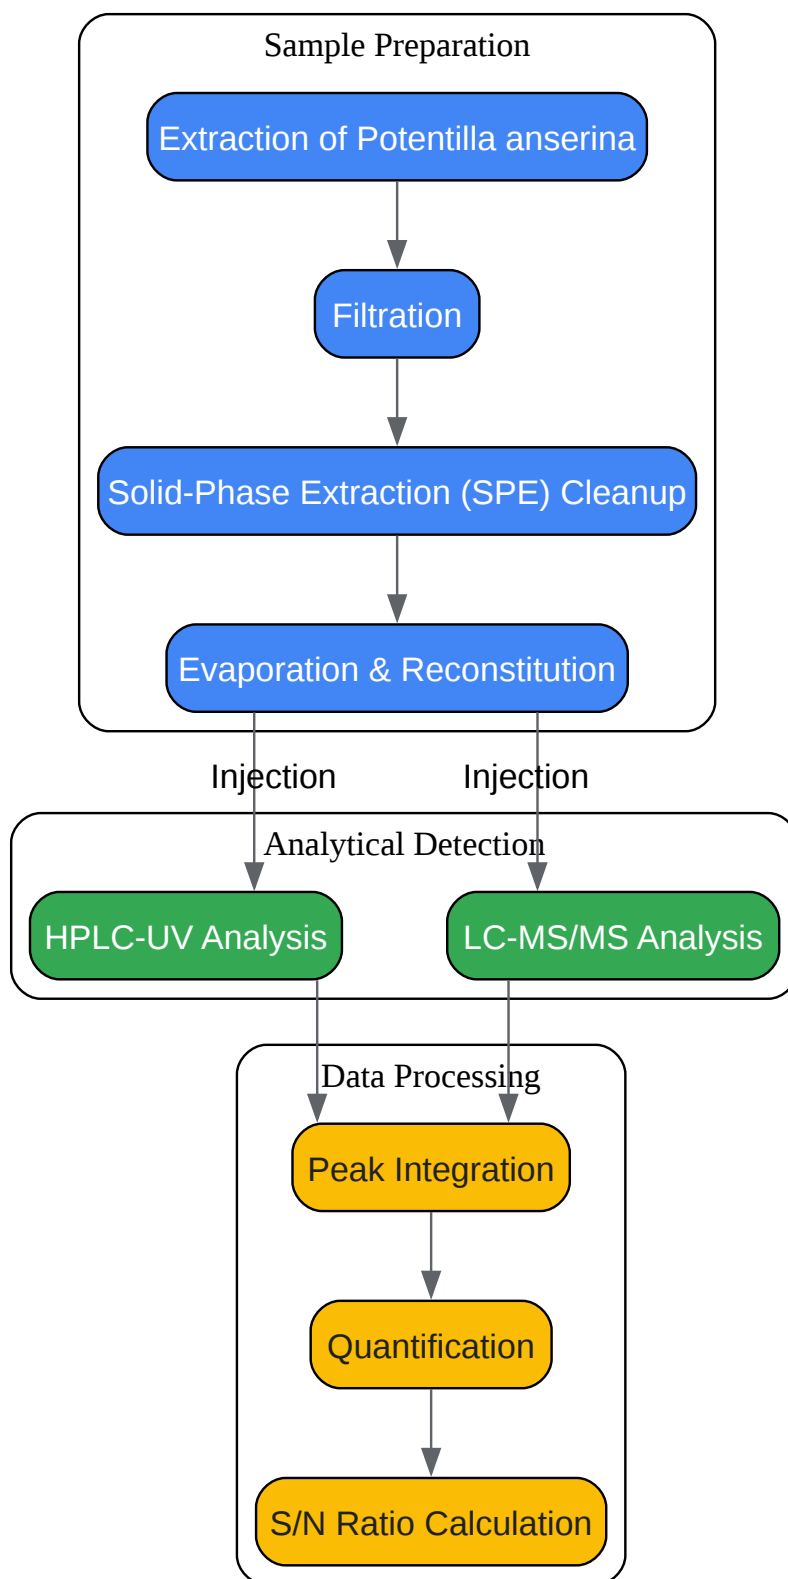 Sample Preparation
Extraction of Potentilla anserina
Filtration
Solid-Phase Extraction (SPE) Cleanup
Evaporation & Reconstitution
Injection
Injection
Analytical Detection
HPLC-UV Analysis
LC-MS/MS Analysis
Data Processing
Peak Integration
Quantification
S/N Ratio Calculation